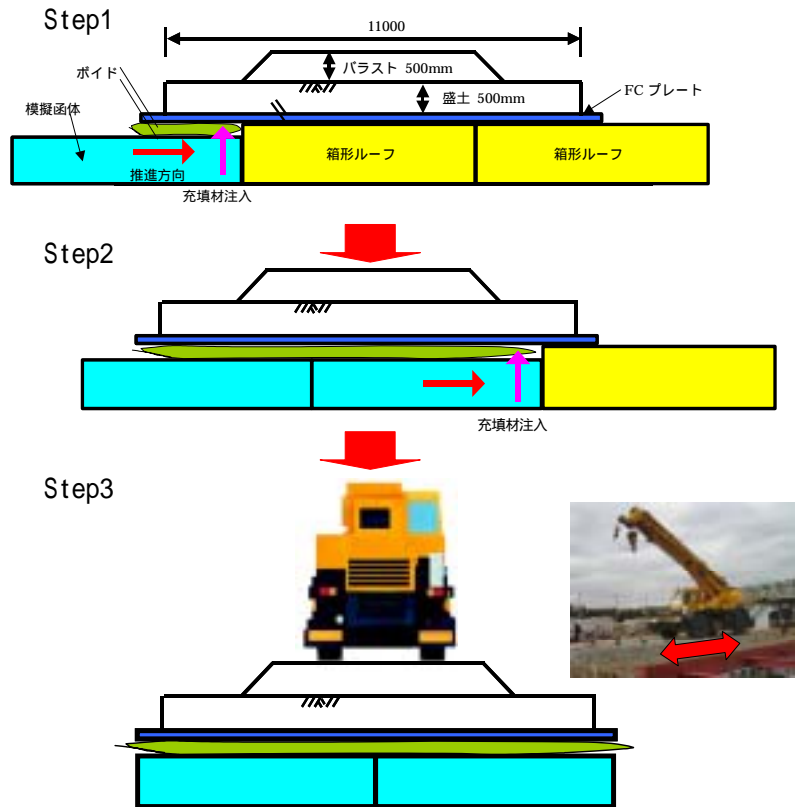 Step1
11000
バラスト 500mm
ボイド
盛土 500mm
FC プレート
模擬函体
箱形ルーフ
箱形ルーフ
推進方向
充填材注入
Step2
充填材注入
Step3